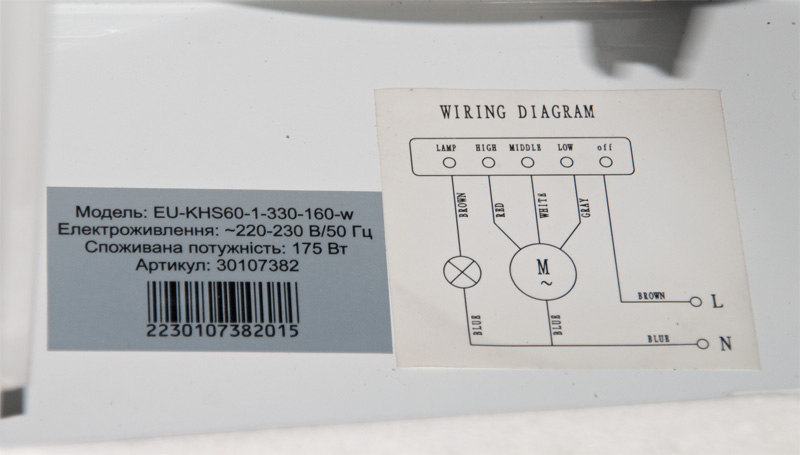 Модель: EU-KHS60-1-330-160-w
Електроживлення: ~220-230 В/50 Гц
Споживана потужність: 175 Вт
Артикул: 30107382
2230107382015
WIRING DIAGRAM
LAMP HIGH MIDDLE LOW off
BROWN RED WHITE GRAY
M
~
BROWN L
BLUE BLUE BLUE N